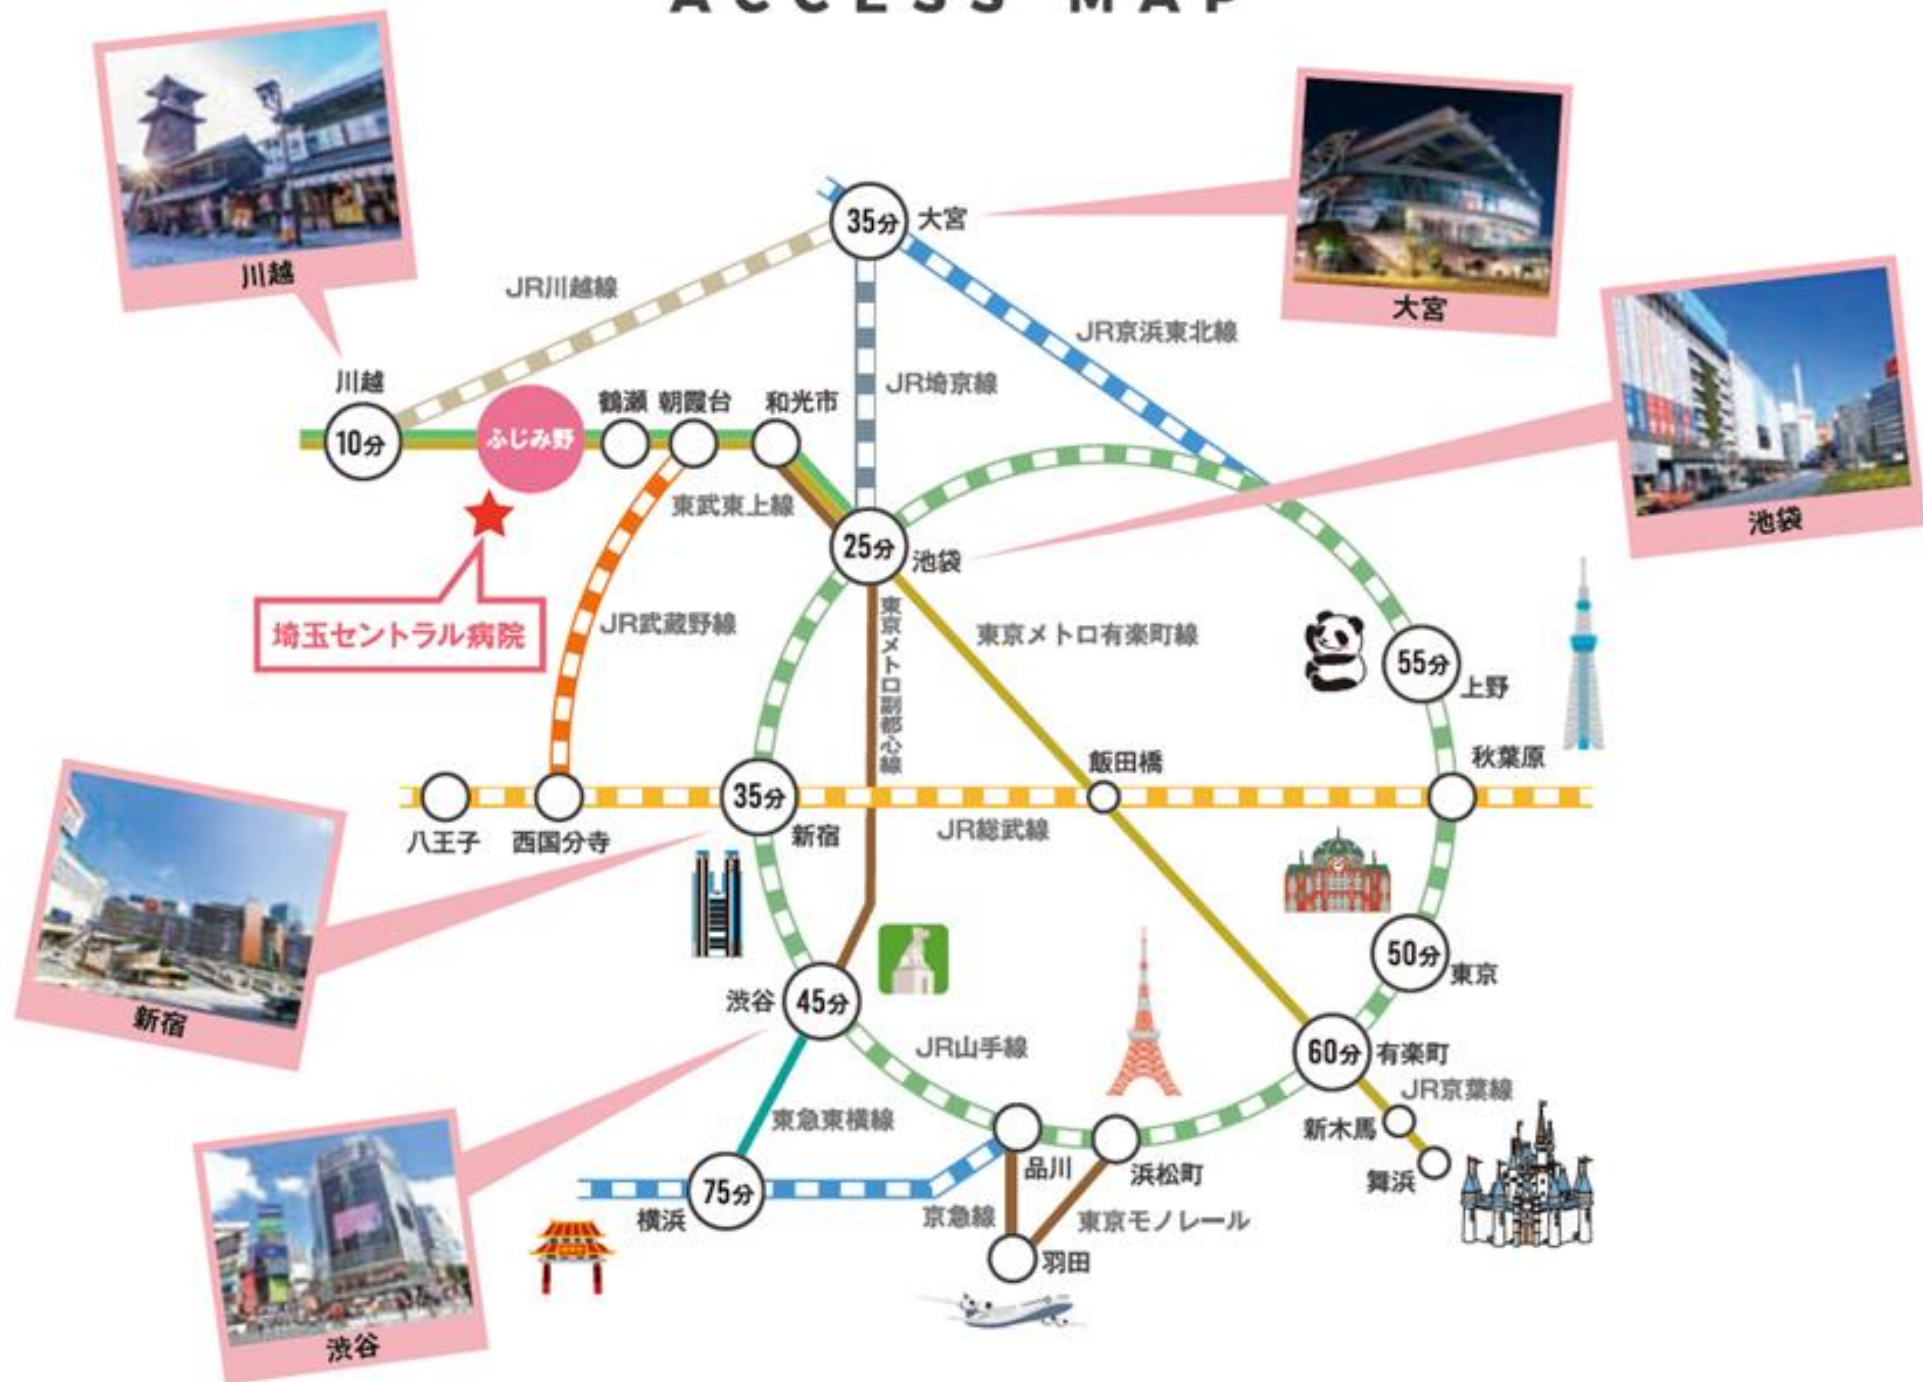 ACCESS MAP
川越
大宮
池袋
35分
大宮
JR川越線
JR京浜東北線
JR埼京線
川越
10分
ふじみ野
鶴瀬
朝霞台
和光市
東武東上線
25分
池袋
埼玉セントラル病院
JR武蔵野線
東京メトロ副都心線
東京メトロ有楽町線
55分
上野
八王子
西国分寺
35分
新宿
飯田橋
秋葉原
JR総武線
新宿
渋谷
45分
50分
東京
JR山手線
60分
有楽町
JR京葉線
新木馬
舞浜
東急東横線
75分
横浜
品川
浜松町
京急線
東京モノレール
羽田
渋谷